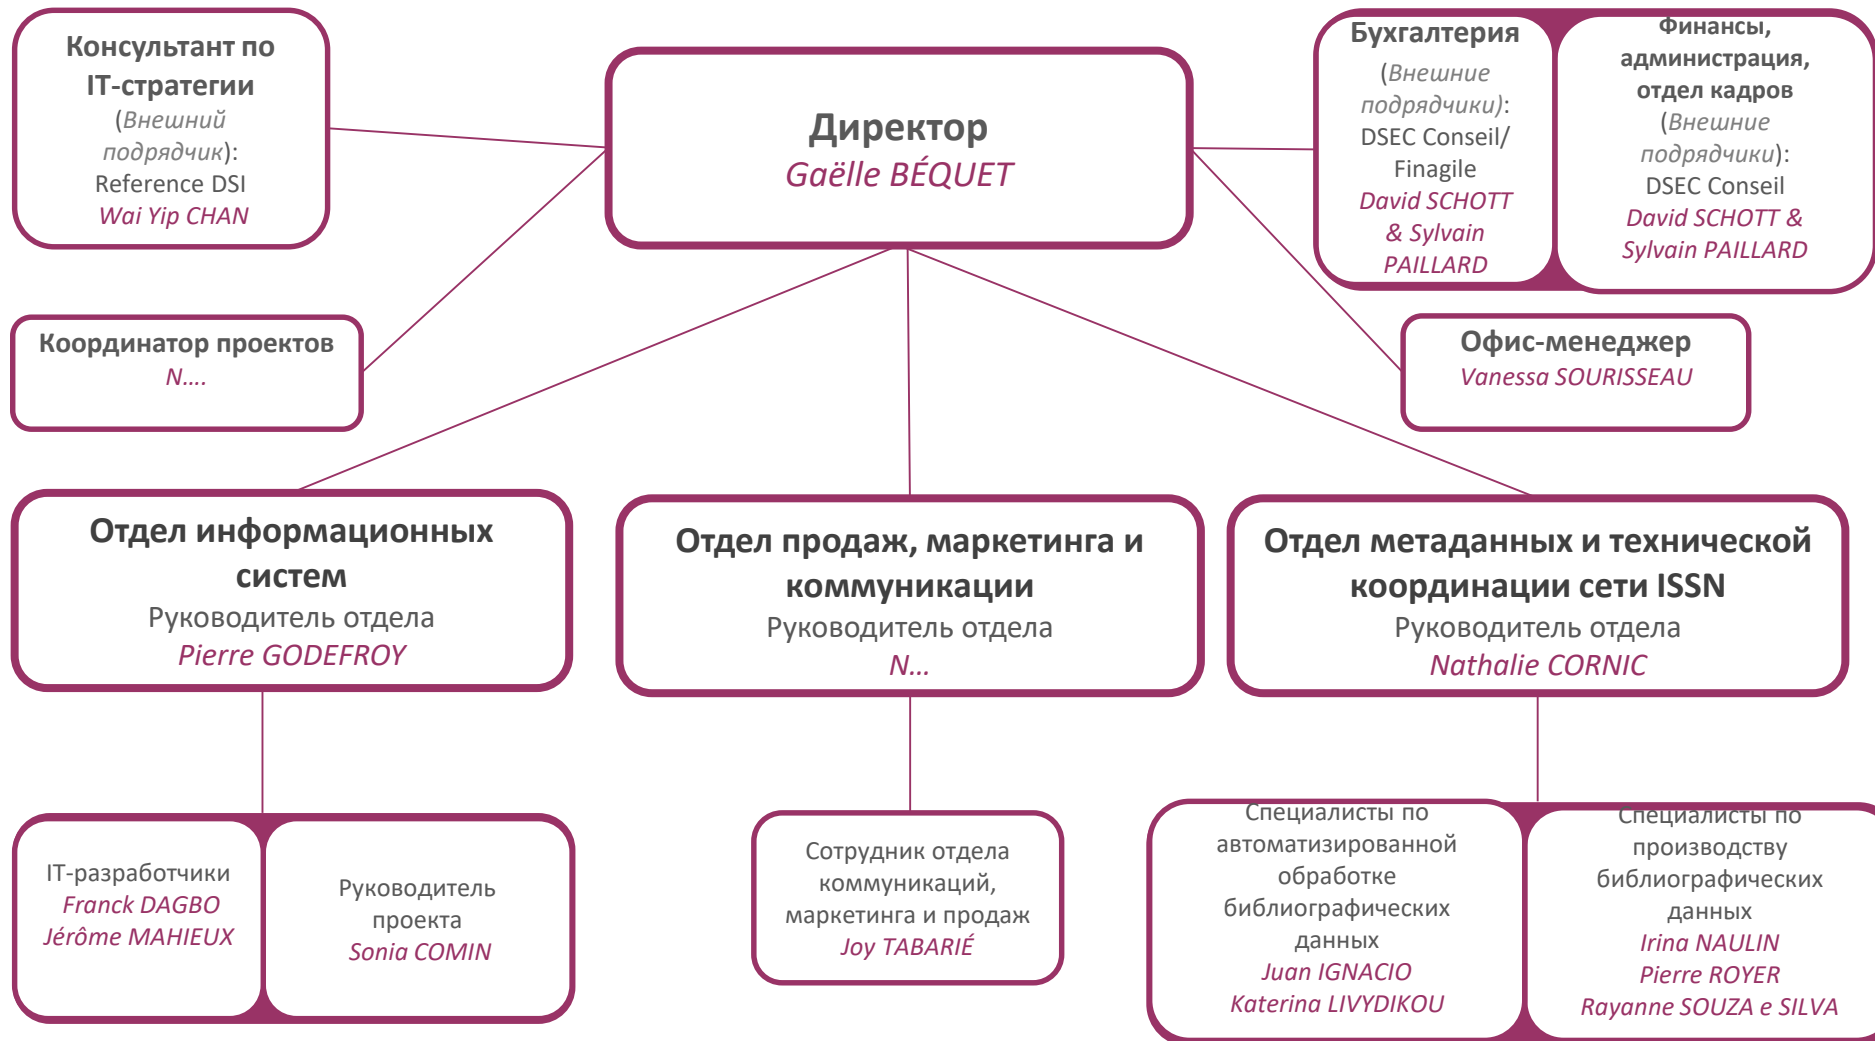 Консультант по
IT-стратегии
(Внешний
подрядчик):
Reference DSI
Wai Yip CHAN
Директор
Gaëlle BÉQUET
Бухгалтерия
(Внешние
подрядчики):
DSEC Conseil/
Finagile
David SCHOTT
& Sylvain
PAILLARD
Финансы,
администрация,
отдел кадров
(Внешние
подрядчики):
DSEC Conseil
David SCHOTT &
Sylvain PAILLARD
Координатор проектов
N....
Офис-менеджер
Vanessa SOURISSEAU
Отдел информационных
систем
Руководитель отдела
Pierre GODEFROY
Отдел продаж, маркетинга и
коммуникации
Руководитель отдела
N...
Отдел метаданных и технической
координации сети ISSN
Руководитель отдела
Nathalie CORNIC
IT-разработчики
Franck DAGBO
Jérôme MAHIEUX
Руководитель
проекта
Sonia COMIN
Сотрудник отдела
коммуникаций,
маркетинга и продаж
Joy TABARIÉ
Специалисты по
автоматизированной
обработке
библиографических
данных
Juan IGNACIO
Katerina LIVYDIKOU
Специалисты по
производству
библиографических
данных
Irina NAULIN
Pierre ROYER
Rayanne SOUZA e SILVA